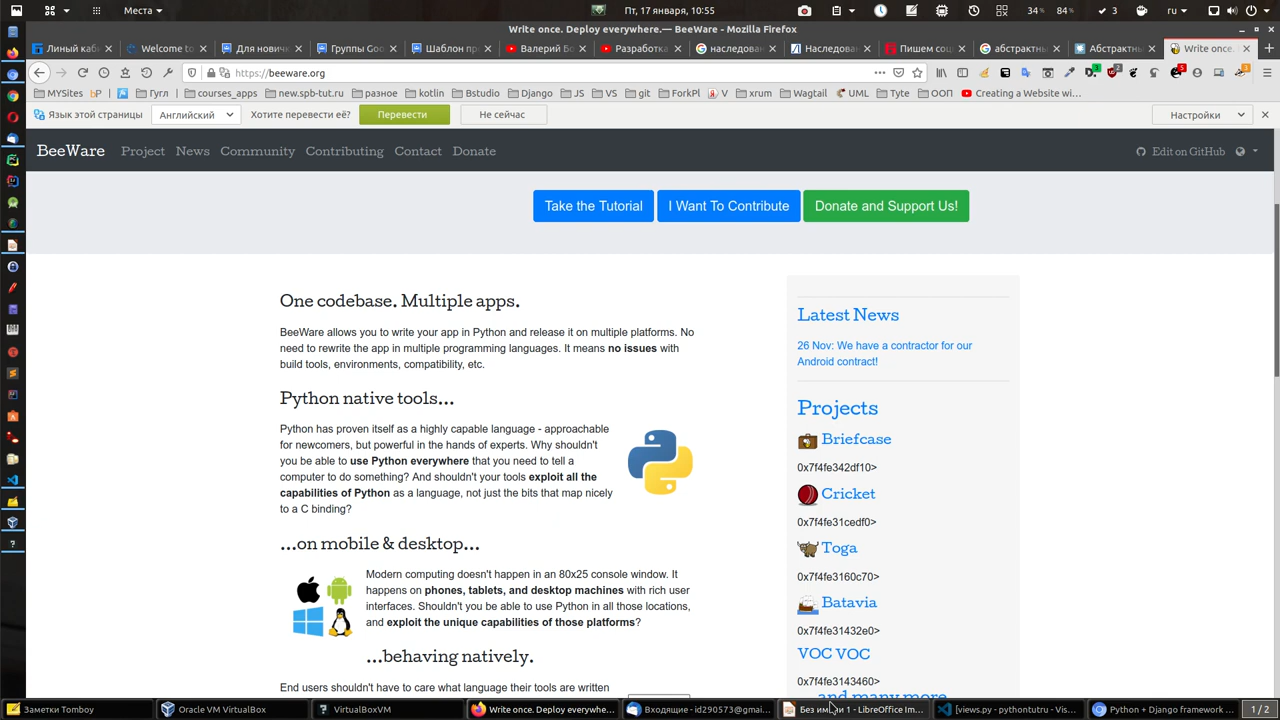 Места
Пт, 17 января, 10:55
34%
84%
3
ru
Write once. Deploy everywhere.— BeeWare - Mozilla Firefox
Линый каб
Welcome to
Для новичк
Группы Goo
Шаблон пр
Валерий Бо
Разработка
наследован
Наследова
Пишем соц
абстрактны
Абстрактны
Write once.
https://beeware.org
MYSites
bP
Гугл
courses_apps
new.spb-tut.ru
разное
kotlin
Bstudio
Django
JS
VS
git
ForkPl
V
xrum
Wagtail
UML
Tyte
ООП
Creating a Website wi…
Язык этой страницы
Английский
Хотите перевести её?
Перевести
Не сейчас
Настройки
BeeWare
Project
News
Community
Contributing
Contact
Donate
Edit on GitHub
Take the Tutorial
I Want To Contribute
Donate and Support Us!
One codebase. Multiple apps.
BeeWare allows you to write your app in Python and release it on multiple platforms. No
need to rewrite the app in multiple programming languages. It means no issues with
build tools, environments, compatibility, etc.
Python native tools...
Python has proven itself as a highly capable language - approachable
for newcomers, but powerful in the hands of experts. Why shouldn't
you be able to use Python everywhere that you need to tell a
computer to do something? And shouldn't your tools exploit all the
capabilities of Python as a language, not just the bits that map nicely
to a C binding?
...on mobile & desktop...
Modern computing doesn't happen in an 80x25 console window. It
happens on phones, tablets, and desktop machines with rich user
interfaces. Shouldn't you be able to use Python in all those locations,
and exploit the unique capabilities of those platforms?
...behaving natively.
End users shouldn't have to care what language their tools are written
Latest News
26 Nov: We have a contractor for our
Android contract!
Projects
Briefcase
0x7f4fe342df10>
Cricket
0x7f4fe31cedf0>
Toga
0x7f4fe3160c70>
Batavia
0x7f4fe31432e0>
VOC VOC
0x7f4fe3143460>
...and many more
Заметки Tomboy
Oracle VM VirtualBox
VirtualBoxVM
Write once. Deploy everywhe…
Входящие - id290573@gmai…
Без имени 1 - LibreOffice Im…
[views.py - pythontutru - Vis…
Python + Django framework …
1/2